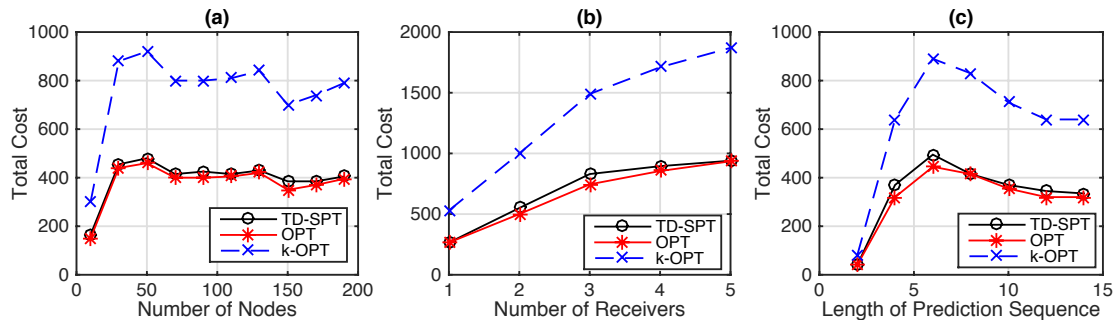 (a)
1000
800
600
400
200
0
Total Cost
0
50
100
150
200
Number of Nodes
TD-SPT
OPT
k-OPT
(b)
2000
1500
1000
500
0
Total Cost
1
2
3
4
5
Number of Receivers
TD-SPT
OPT
k-OPT
(c)
1000
800
600
400
200
0
Total Cost
0
5
10
15
Length of Prediction Sequence
TD-SPT
OPT
k-OPT